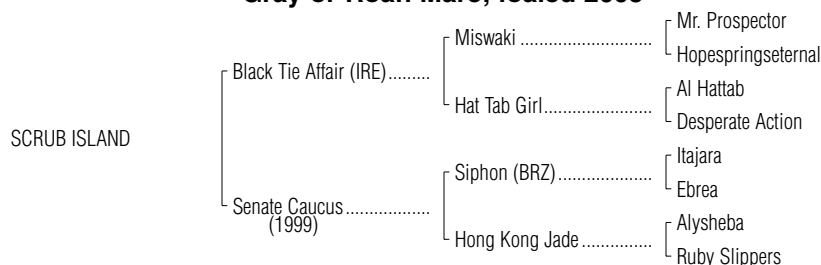 Mr. Prospector
Miswaki
Hopespringseternal
Black Tie Affair (IRE)
Al Hattab
Hat Tab Girl
Desperate Action
SCRUB ISLAND
Itajara
Siphon (BRZ)
Ebrea
Senate Caucus
(1999)
Alysheba
Hong Kong Jade
Ruby Slippers